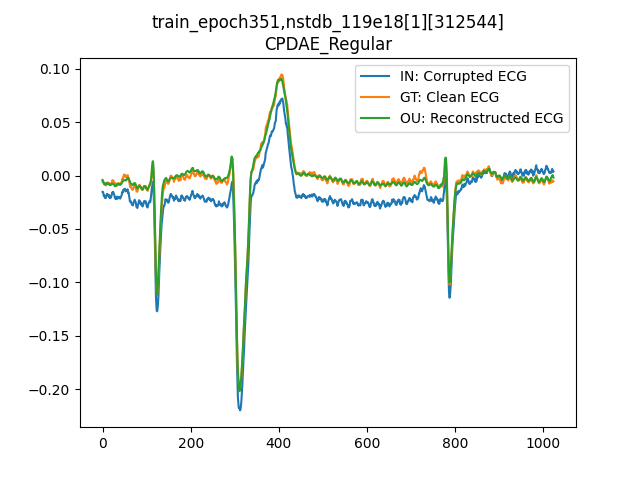 train_epoch351,nstdb_119e18[1][312544]
CPDAE_Regular
IN: Corrupted ECG
GT: Clean ECG
OU: Reconstructed ECG
0.10
0.05
0.00
−0.05
−0.10
−0.15
−0.20
0 200 400 600 800 1000